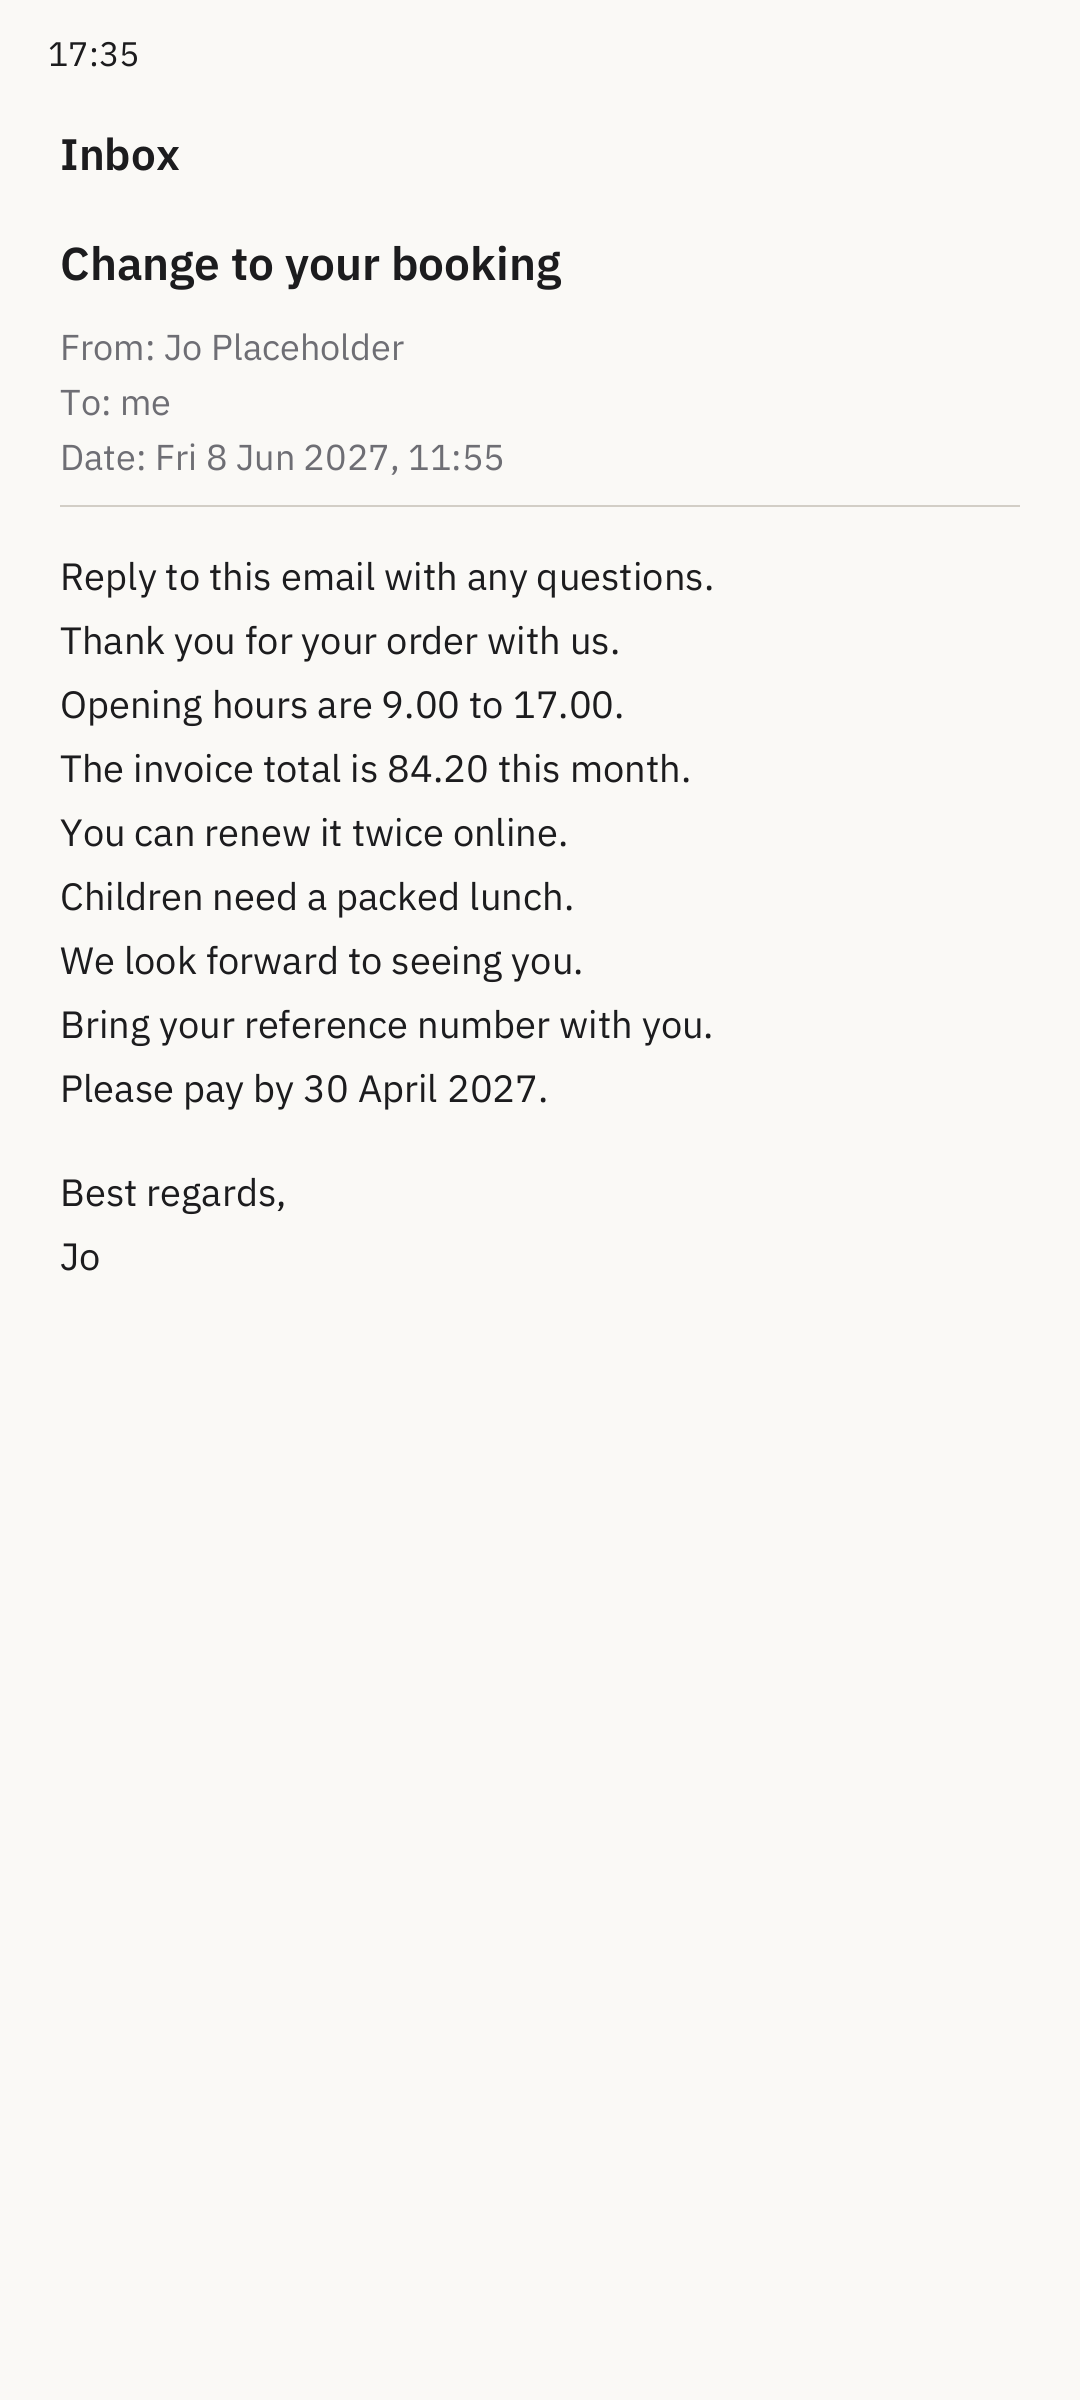 17:35
Inbox
Change to your booking
From: Jo Placeholder
To: me
Date: Fri 8 Jun 2027, 11:55
Reply to this email with any questions.
Thank you for your order with us.
Opening hours are 9.00 to 17.00.
The invoice total is 84.20 this month.
You can renew it twice online.
Children need a packed lunch.
We look forward to seeing you.
Bring your reference number with you.
Please pay by 30 April 2027.
Best regards,
Jo